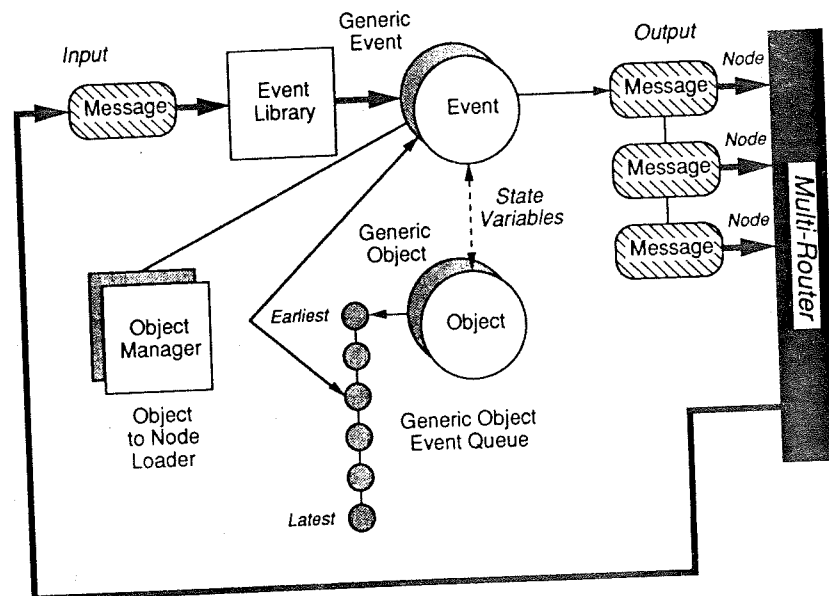 Input
Generic
Event
Output
Node
Message
Event
Library
Event
Message
Node
Message
State
Variables
Node
Message
Multi-Router
Generic
Object
Object
Manager
Earliest
Object
Object
to Node
Loader
Generic Object
Event Queue
Latest